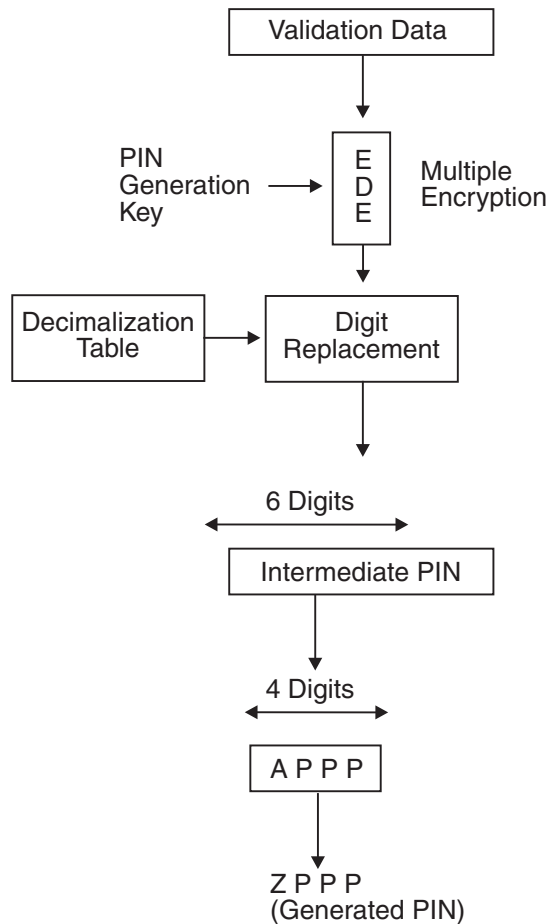 Validation Data
PIN
Generation
Key
E
D
E
Multiple
Encryption
Decimalization
Table
Digit
Replacement
6 Digits
Intermediate PIN
4 Digits
A P P P
Z P P P
(Generated PIN)